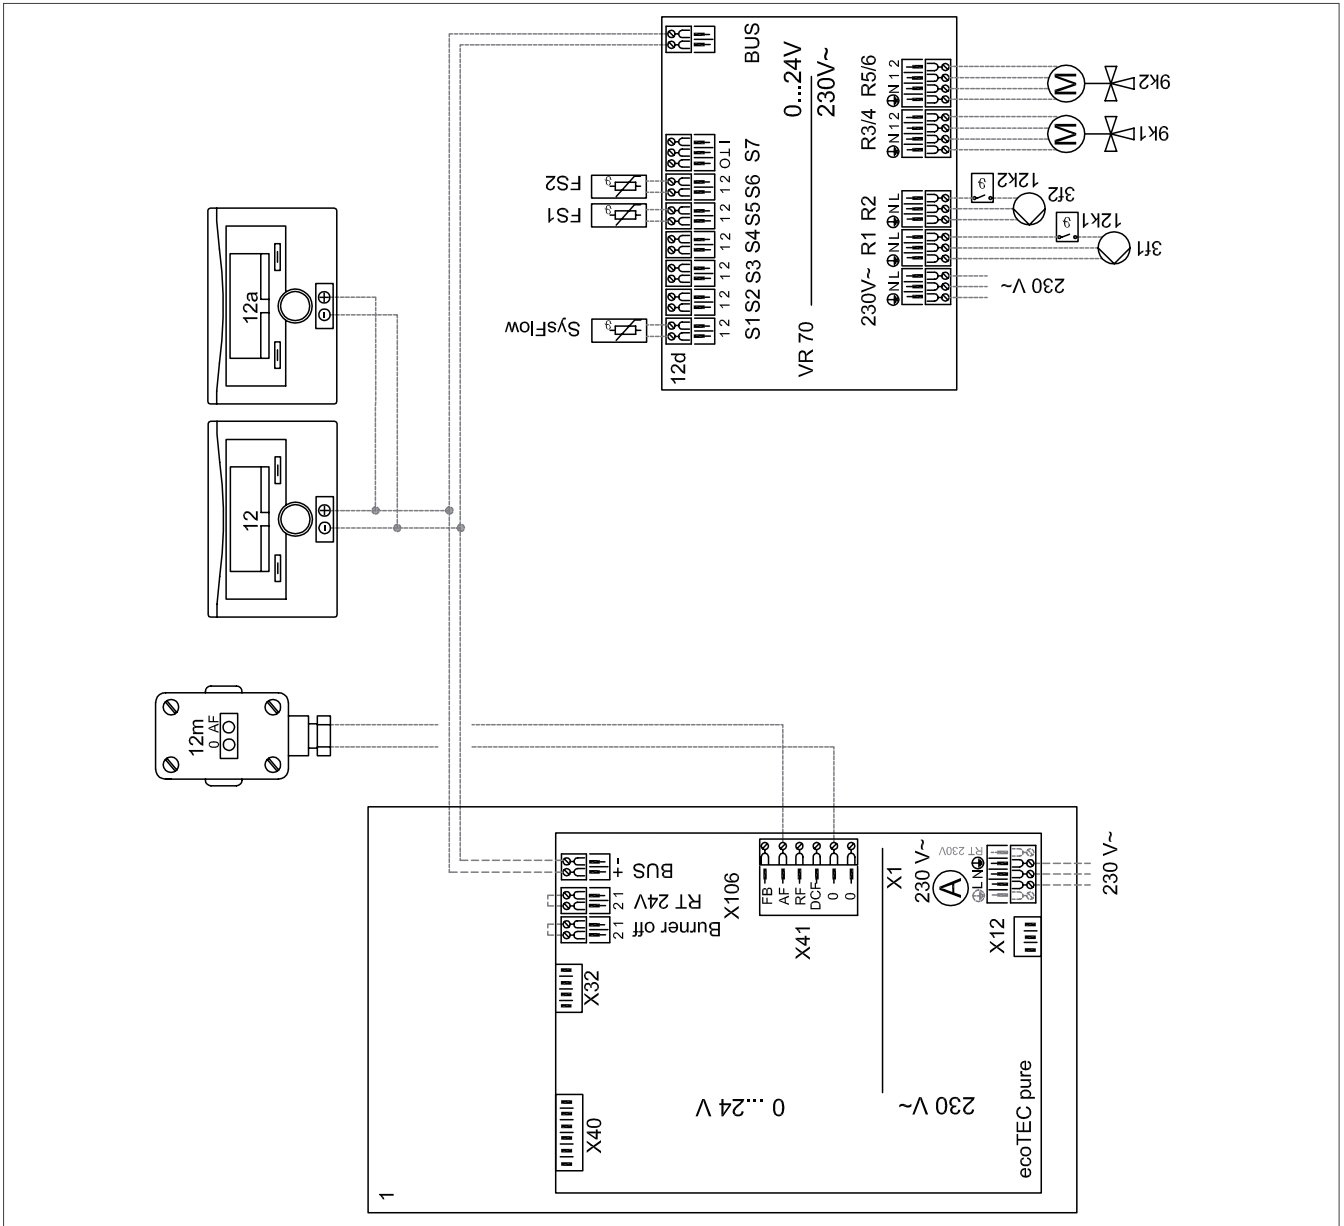 BUS
0...24V
230V~
R5/6
N 1 2
9k2
M
R3/4
N 1 2
9k1
M
S7
I T O
FS2
S6
1 2
FS1
S5
1 2
S4
1 2
S3
1 2
S2
1 2
SysFlow
S1
1 2
12k2
R2
N L
3f2
12k1
R1
N L
3f1
230V~
N L
230 V~
VR 70
12d
12a
+
-
12
+
-
12m
0 AF
BUS
- +
RT 24V
2 1
Burner off
2 1
X106
FB
AF
RF
DCF
0
0
X41
X1
230 V~
A
RT 230V
L N
230 V~
X12
X32
X40
0...24 V
230 V~
ecoTEC pure
1